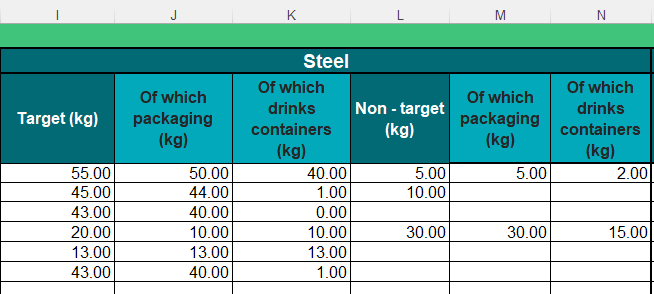 I J K L M N
Steel
Target (kg) Of which packaging (kg) Of which drinks containers (kg) Non - target (kg) Of which packaging (kg) Of which drinks containers (kg)
55.00 50.00 40.00 5.00 5.00 2.00
45.00 44.00 1.00 10.00
43.00 40.00 0.00
20.00 10.00 10.00 30.00 30.00 15.00
13.00 13.00 13.00
43.00 40.00 1.00